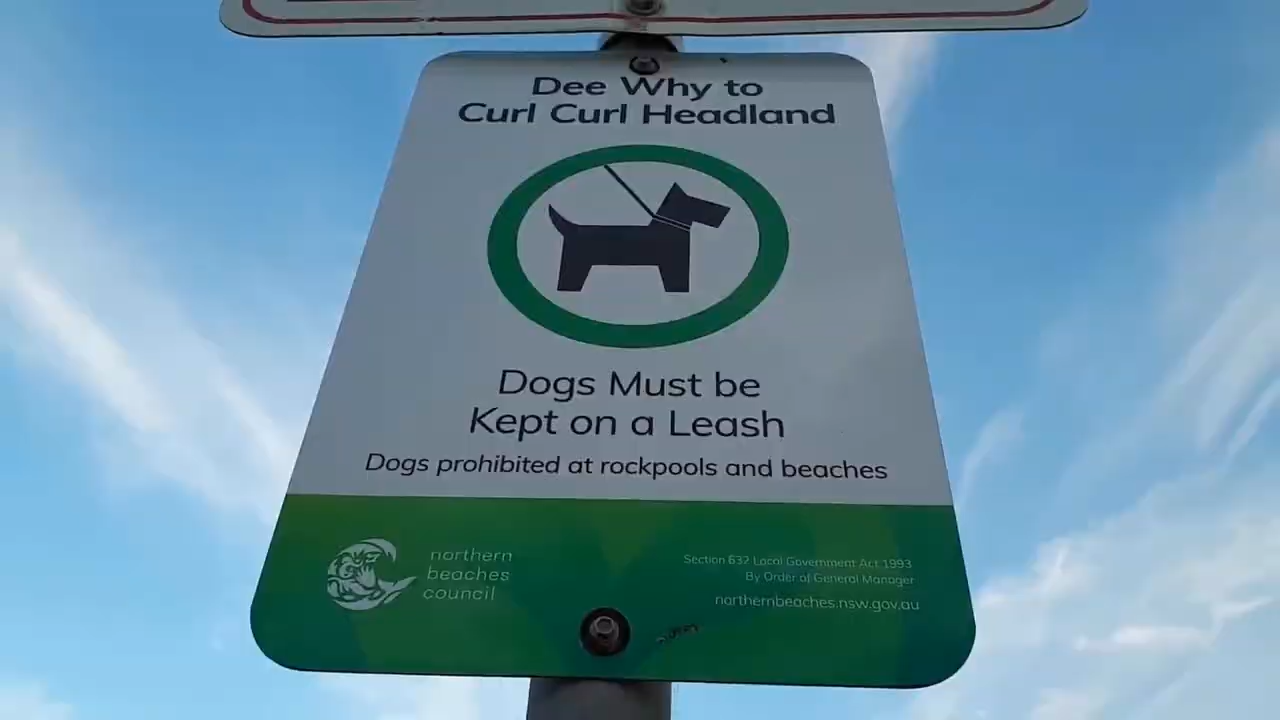 Dee Why to
Curl Curl Headland
Dogs Must be
Kept on a Leash
Dogs prohibited at rockpools and beaches
northern
beaches
council
Section 632 Local Government Act 1993
By Order of General Manager
northernbeaches.nsw.gov.au